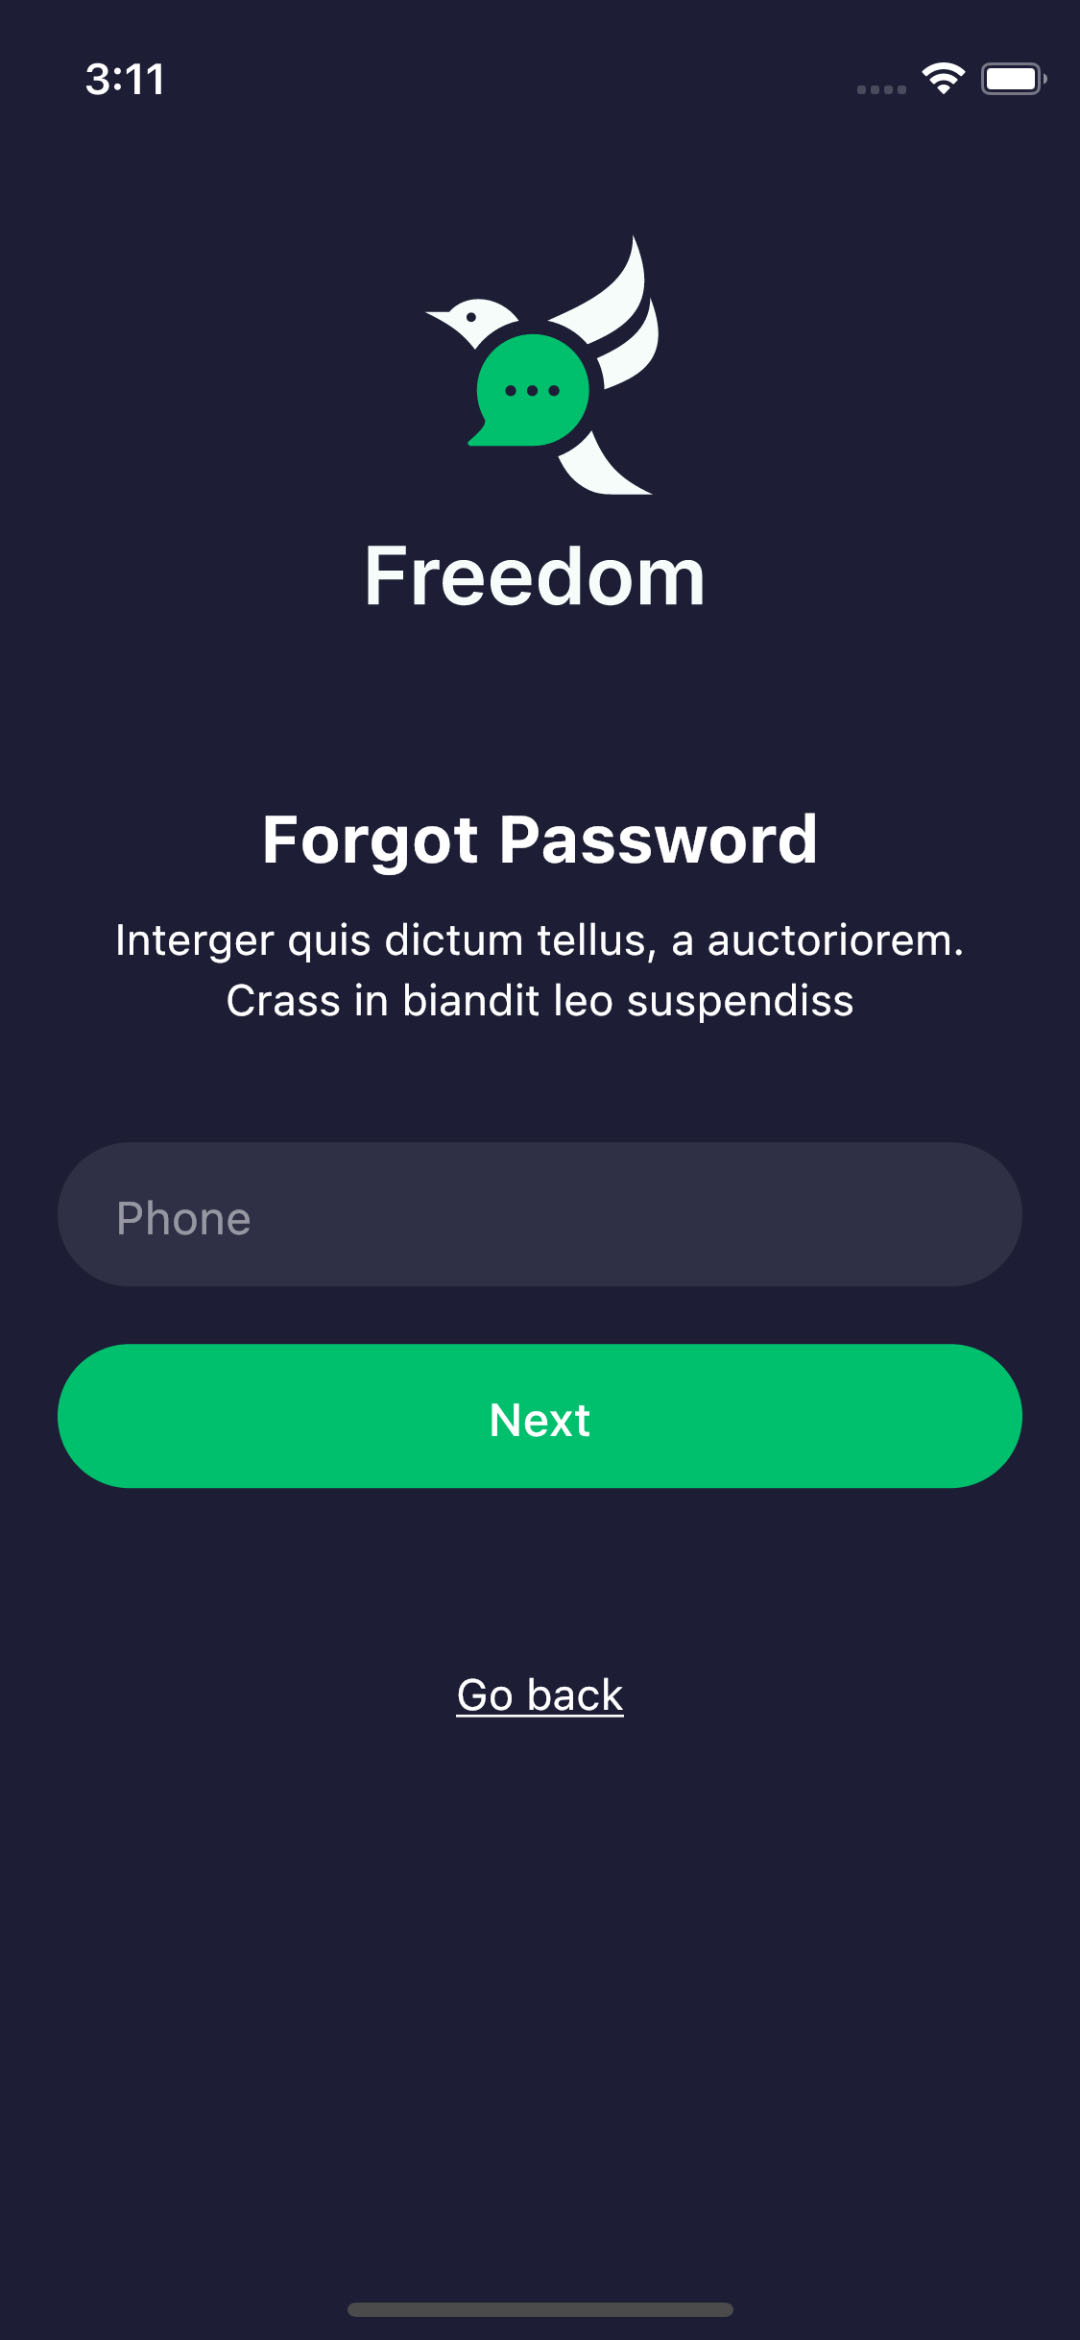 3:11
Freedom
Forgot Password
Interger quis dictum tellus, a auctoriorem.
Crass in biandit leo suspendiss
Phone
Next
Go back